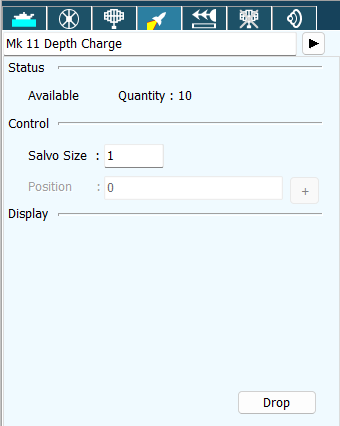 Mk 11 Depth Charge
Status
Available Quantity : 10
Control
Salvo Size : 1
Position : 0 +
Display
Drop